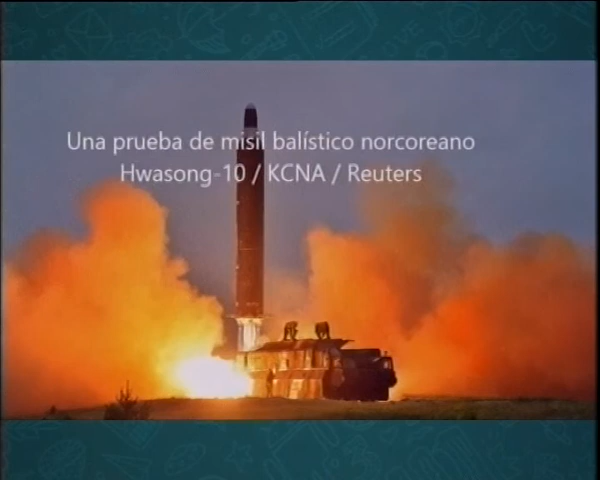 Una prueba de misil balístico norcoreano
Hwasong-10 / KCNA / Reuters